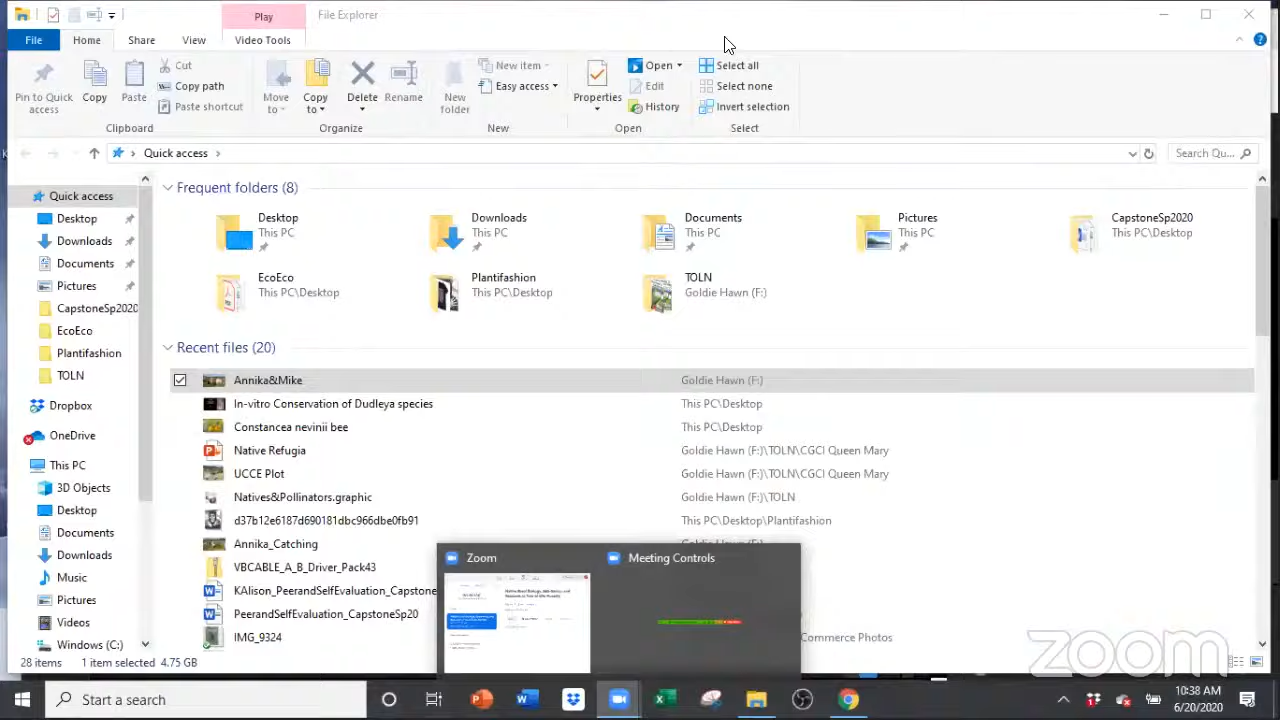 Play
File Explorer
File
Home
Share
View
Video Tools
Pin to Quick access
Copy
Paste
Cut
Copy path
Paste shortcut
Clipboard
Move to
Copy to
Delete
Rename
Organize
New folder
New item
Easy access
New
Properties
Open
Edit
History
Open
Select all
Select none
Invert selection
Select
Quick access
Search Qu...
Quick access
Desktop
Downloads
Documents
Pictures
CapstoneSp2020
EcoEco
Plantifashion
TOLN
Dropbox
OneDrive
This PC
3D Objects
Desktop
Documents
Downloads
Music
Pictures
Videos
Windows (C:)
Frequent folders (8)
Desktop
This PC
Downloads
This PC
Documents
This PC
Pictures
This PC
CapstoneSp2020
This PC\Desktop
EcoEco
This PC\Desktop
Plantifashion
This PC\Desktop
TOLN
Goldie Hawn (F:)
Recent files (20)
Annika&Mike Goldie Hawn (F:)
In-vitro Conservation of Dudleya species This PC\Desktop
Constancea nevinii bee This PC\Desktop
Native Refugia Goldie Hawn (F:)\TOLN\CGCI Queen Mary
UCCE Plot Goldie Hawn (F:)\TOLN\CGCI Queen Mary
Natives&Pollinators.graphic Goldie Hawn (F:)\TOLN
d37b12e6187d690181dbc966dbe0fb91 This PC\Desktop\Plantifashion
Annika_Catching
VBCABLE_A_B_Driver_Pack43
KAlison_PeerandSelfEvaluation_Capstone
PeerandSelfEvaluation_CapstoneSp20
IMG_9324
Commerce Photos
Zoom
Meeting Controls
zoom
28 items 1 item selected 4.75 GB
Start a search
10:38 AM
6/20/2020